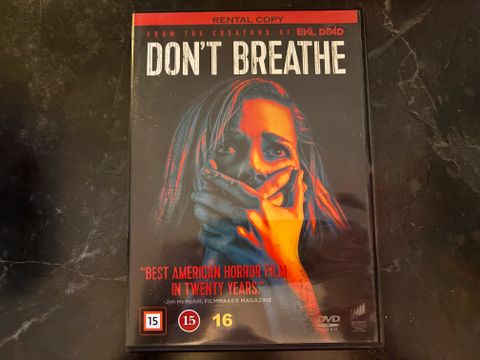 RENTAL COPY
FROM THE CREATORS OF EVIL DEAD
DON'T BREATHE
"BEST AMERICAN HORROR FILM
IN TWENTY YEARS."
-Jim Hemphill, FILMMAKER MAGAZINE
15 15 16 DVD
SONY